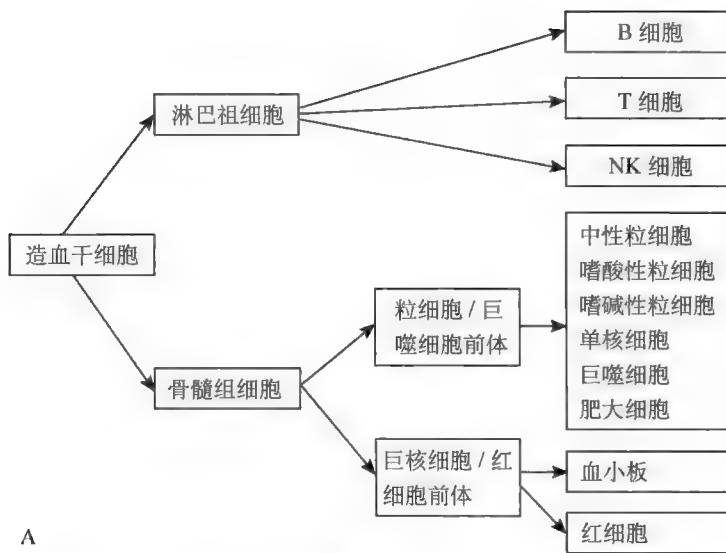 B 细胞
淋巴祖细胞
T 细胞
NK 细胞
造血干细胞
中性粒细胞
嗜酸性粒细胞
嗜碱性粒细胞
单核细胞
巨噬细胞
肥大细胞
粒细胞 / 巨
噬细胞前体
骨髓组细胞
巨核细胞 / 红
细胞前体
血小板
红细胞
A